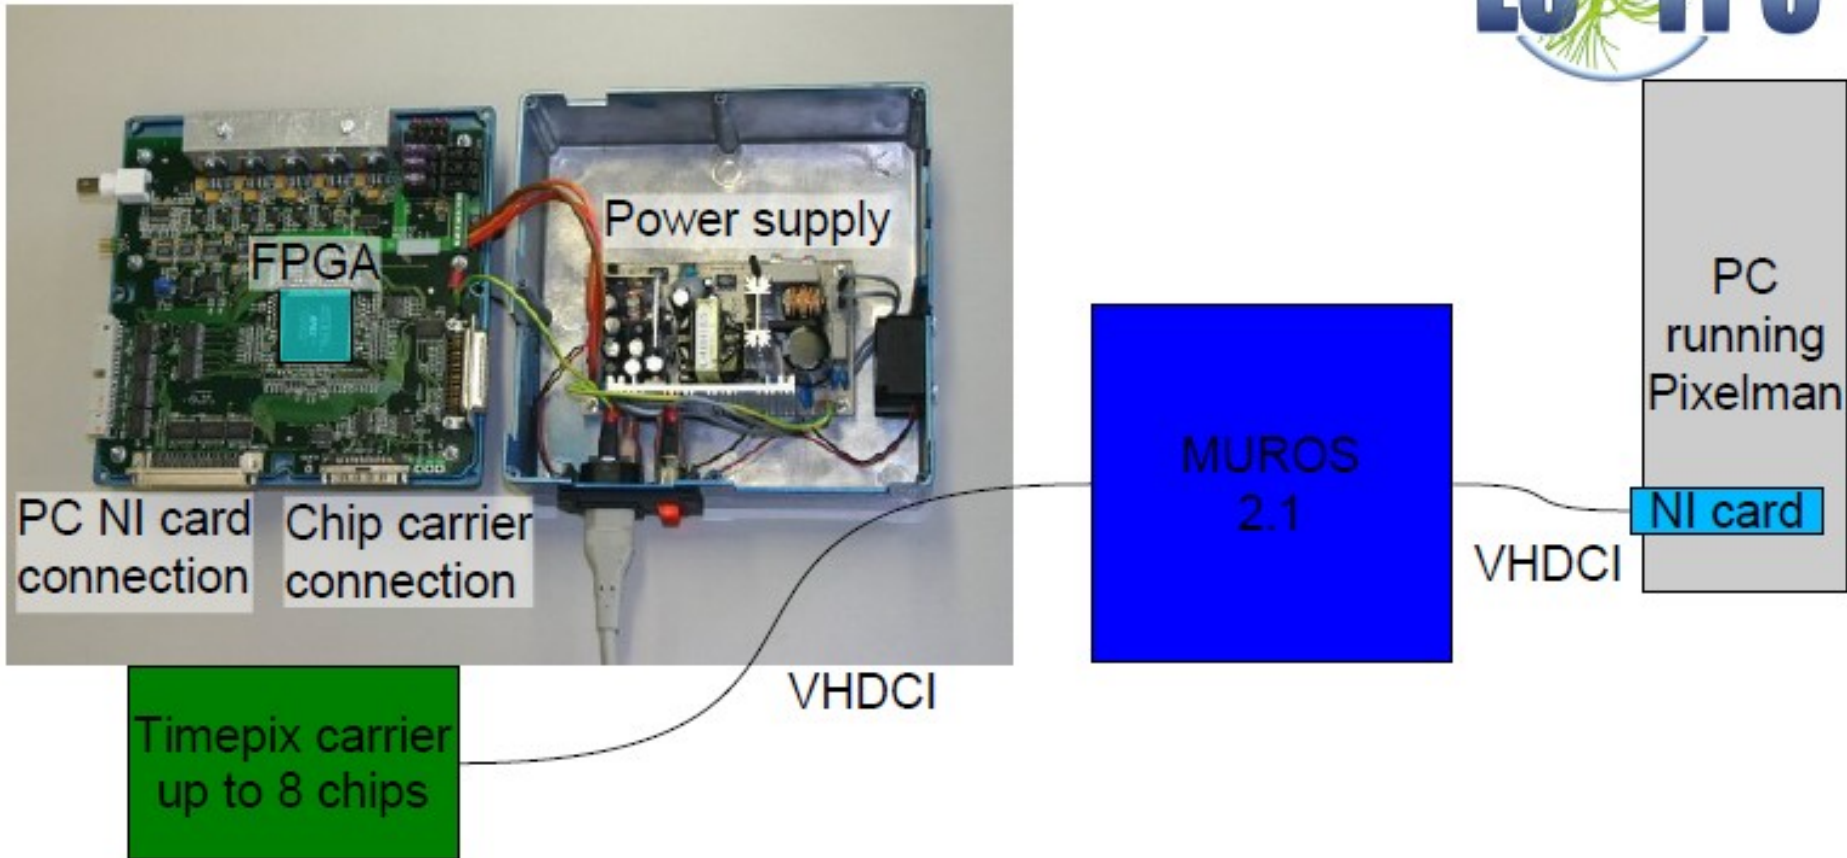 Power supply
FPGA
PC NI card
connection
Chip carrier
connection
VHDCI
Timepix carrier
up to 8 chips
MUROS
2.1
VHDCI
PC
running
Pixelman
NI card